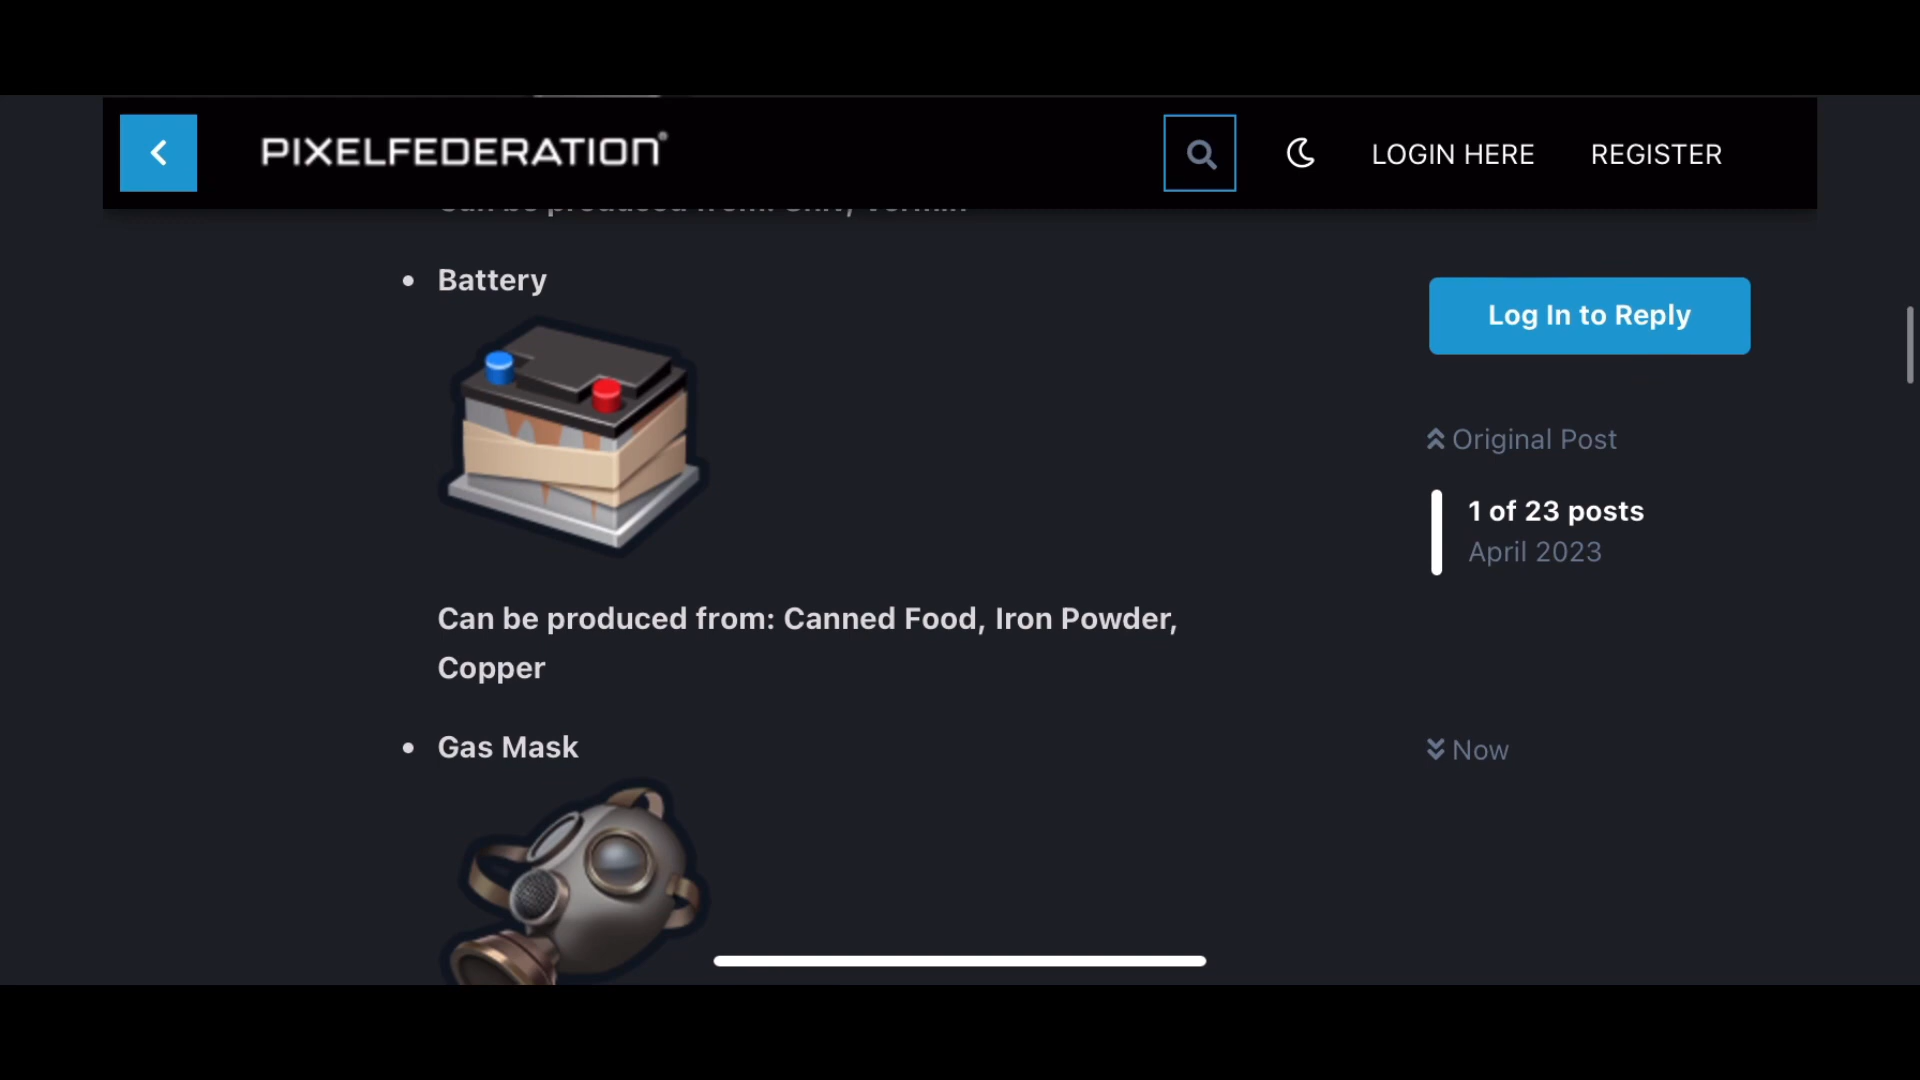 PIXELFEDERATION®
LOGIN HERE
REGISTER
Battery
Log In to Reply
Original Post
1 of 23 posts
April 2023
Can be produced from: Canned Food, Iron Powder,
Copper
Gas Mask
Now